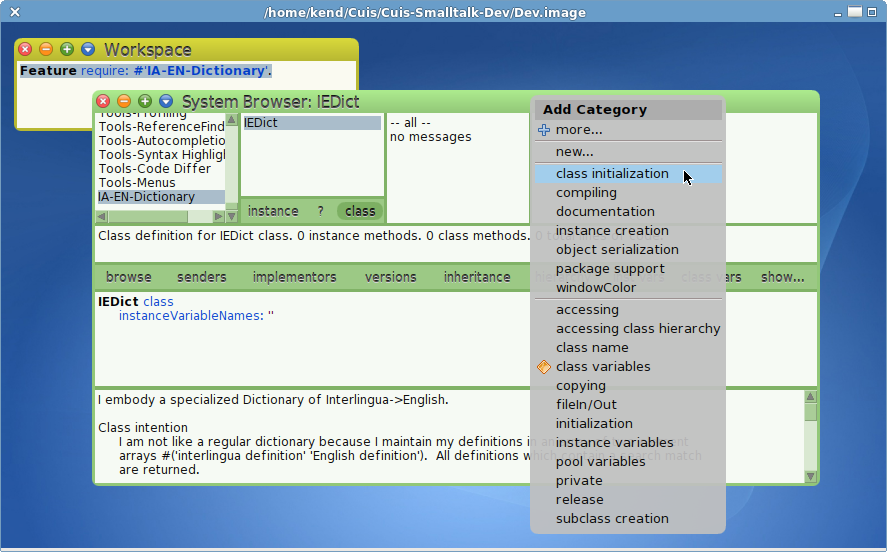 /home/kend/Cuis/Cuis-Smalltalk-Dev/Dev.image
Workspace
Feature require: #'IA-EN-Dictionary'.
System Browser: IEDict
Tools-Profiling
Tools-ReferenceFind
Tools-Autocompletio
Tools-Syntax Highligh
Tools-Code Differ
Tools-Menus
IA-EN-Dictionary
IEDict
instance ? class
-- all --
no messages
Class definition for IEDict class. 0 instance methods. 0 class methods. 0
browse senders implementors versions inheritance vars show...
IEDict class
instanceVariableNames: ''
I embody a specialized Dictionary of Interlingua->English.
Class intention
I am not like a regular dictionary because I maintain my definitions in
arrays #('interlingua definition' 'English definition'). All definitions which contain a search match
are returned.
Add Category
more...
new...
class initialization
compiling
documentation
instance creation
object serialization
package support
windowColor
accessing
accessing class hierarchy
class name
class variables
copying
fileIn/Out
initialization
instance variables
pool variables
private
release
subclass creation